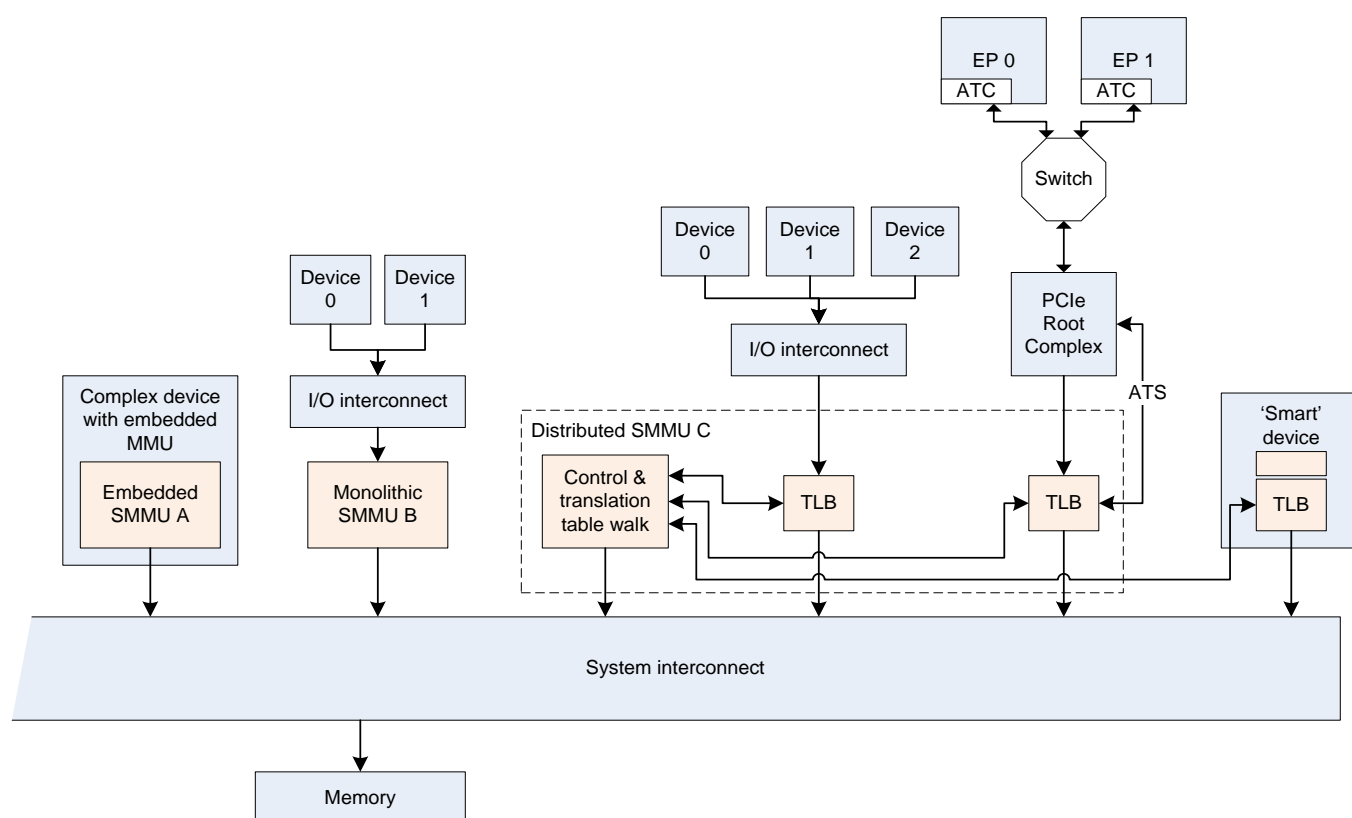 EP 0
ATC
EP 1
ATC
Switch
Device
0
Device
1
Device
2
Device
0
Device
1
PCIe
Root
Complex
I/O interconnect
I/O interconnect
ATS
Complex device
with embedded
MMU
Embedded
SMMU A
Monolithic
SMMU B
Distributed SMMU C
Control &
translation
table walk
TLB
TLB
‘Smart’
device
TLB
System interconnect
Memory